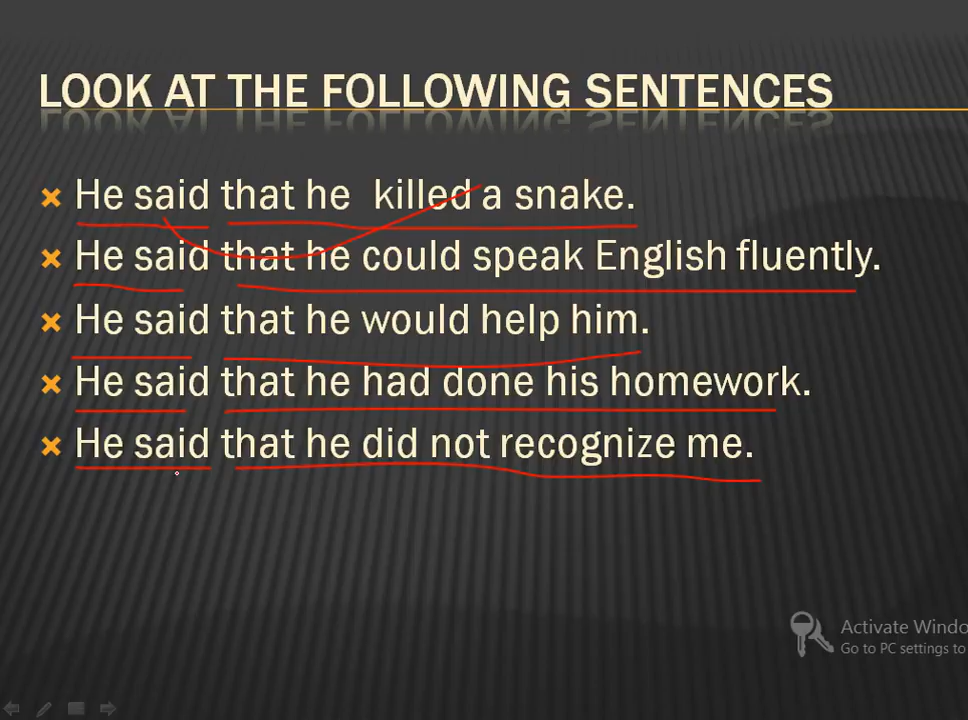 LOOK AT THE FOLLOWING SENTENCES
He said that he killed a snake.
He said that he could speak English fluently.
He said that he would help him.
He said that he had done his homework.
He said that he did not recognize me.
Activate Windo
Go to PC settings to